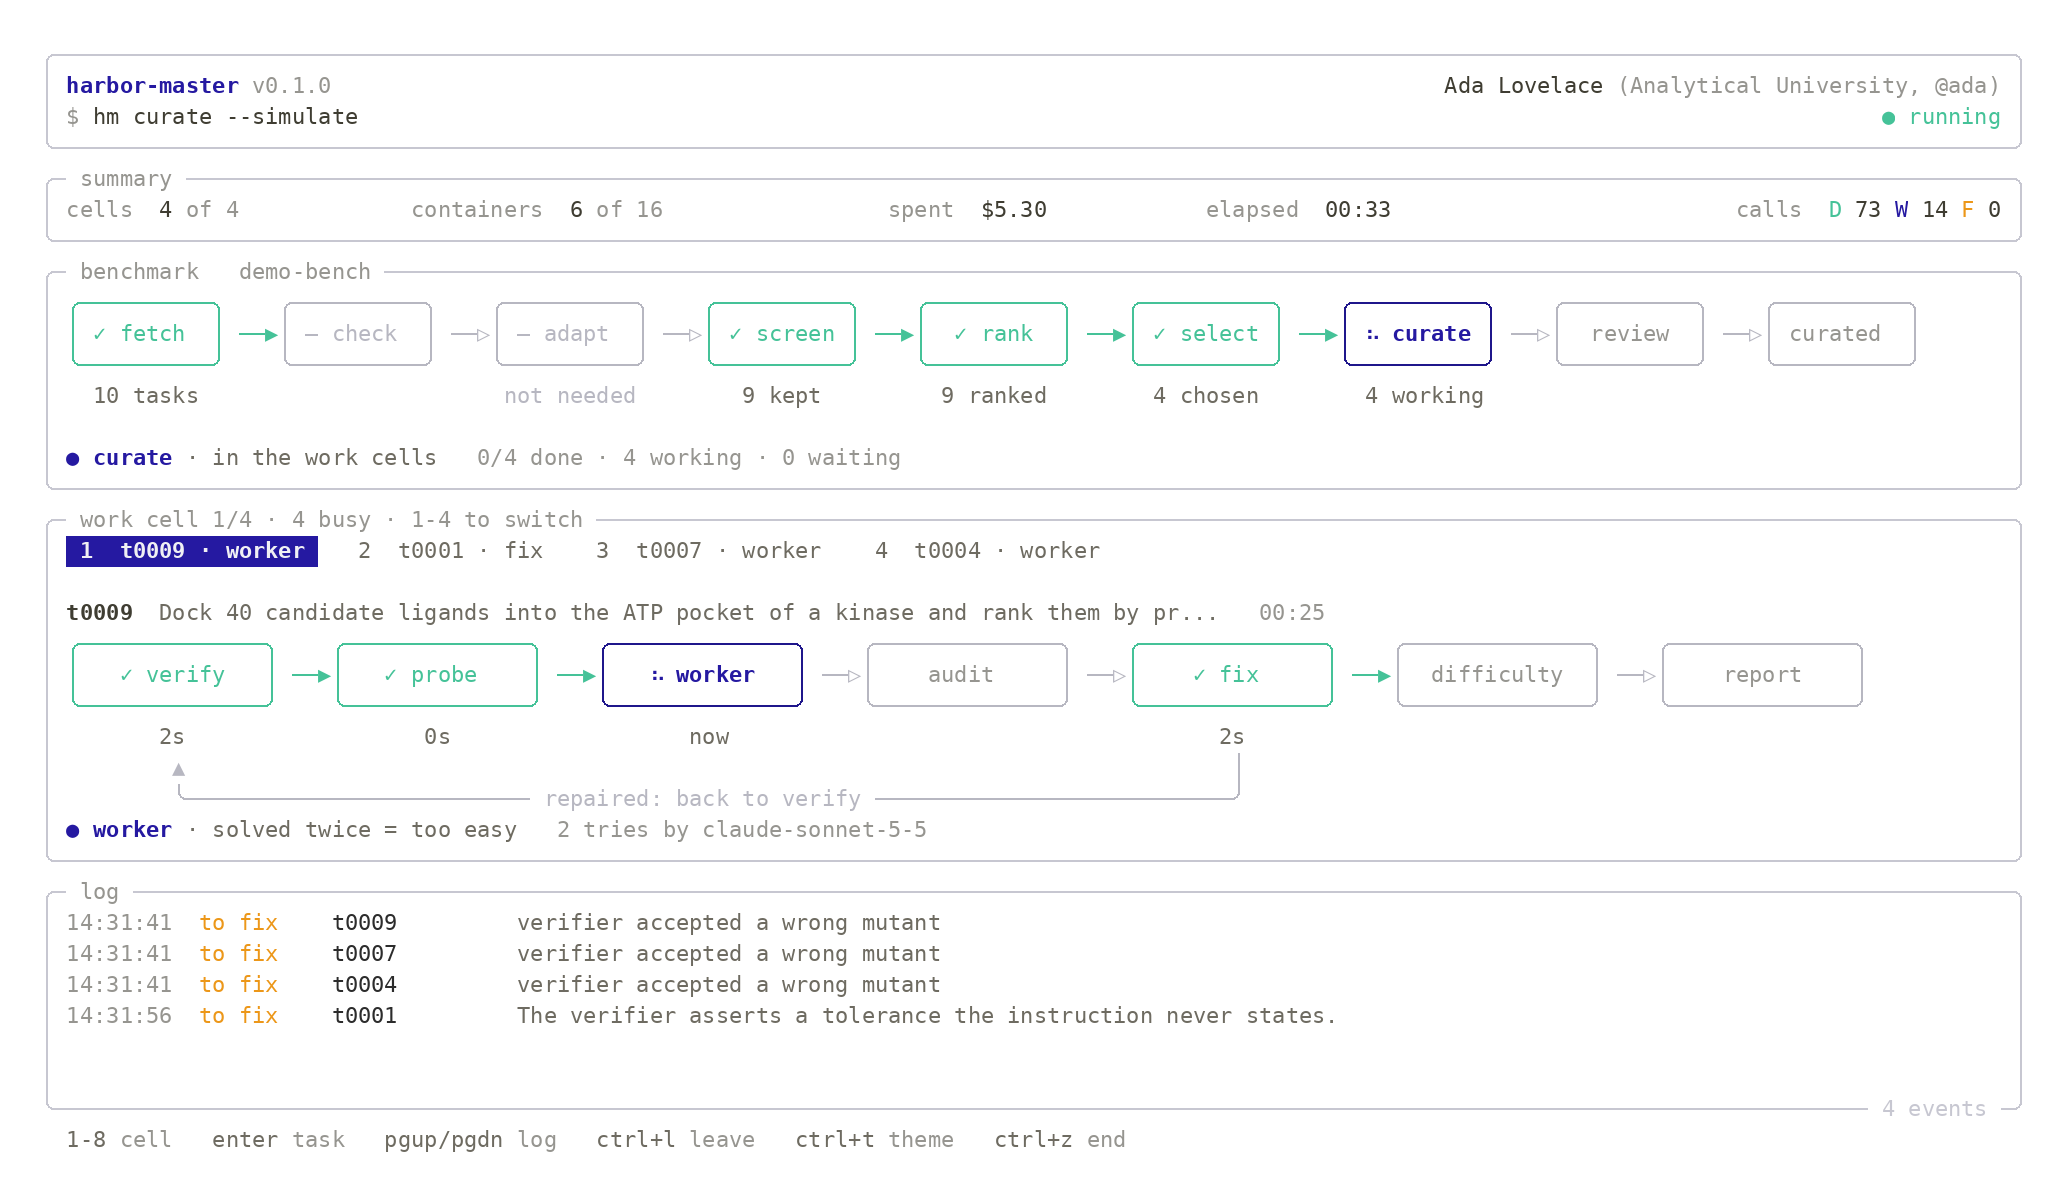 harbor-master v0.1.0 Ada Lovelace (Analytical University, @ada)
$ hm curate --simulate ● running
summary
cells 4 of 4 containers 6 of 16 spent $5.30 elapsed 00:33 calls D 73 W 14 F 0
benchmark demo-bench
✓ fetch – check – adapt ✓ screen ✓ rank ✓ select curate review curated
10 tasks not needed 9 kept 9 ranked 4 chosen 4 working
● curate · in the work cells 0/4 done · 4 working · 0 waiting
work cell 1/4 · 4 busy · 1-4 to switch
1 t0009 · worker 2 t0001 · fix 3 t0007 · worker 4 t0004 · worker
t0009 Dock 40 candidate ligands into the ATP pocket of a kinase and rank them by pr... 00:25
✓ verify ✓ probe worker audit ✓ fix difficulty report
2s 0s now 2s
repaired: back to verify
● worker · solved twice = too easy 2 tries by claude-sonnet-5-5
log
14:31:41 to fix t0009 verifier accepted a wrong mutant
14:31:41 to fix t0007 verifier accepted a wrong mutant
14:31:41 to fix t0004 verifier accepted a wrong mutant
14:31:56 to fix t0001 The verifier asserts a tolerance the instruction never states.
4 events
1-8 cell enter task pgup/pgdn log ctrl+l leave ctrl+t theme ctrl+z end